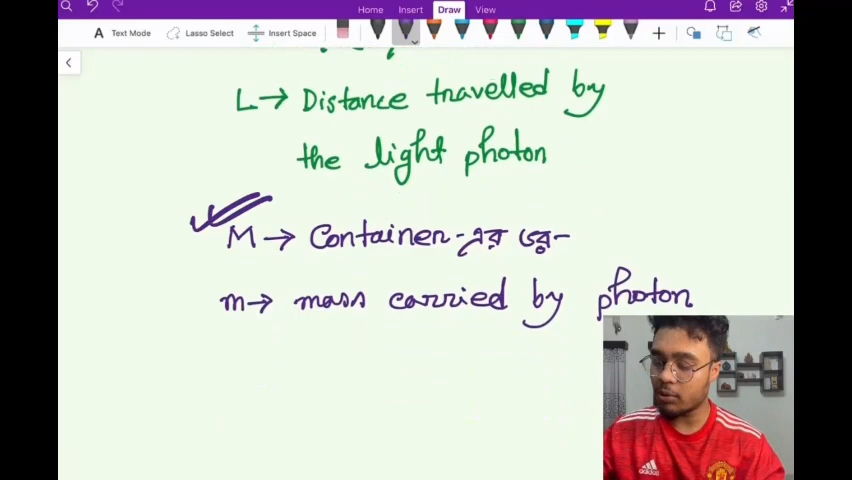 Home Insert Draw View
A Text Mode Lasso Select Insert Space
L→ Distance travelled by
the light photon
M → Container-এর ভর-
m→ mass carried by photon
adidas